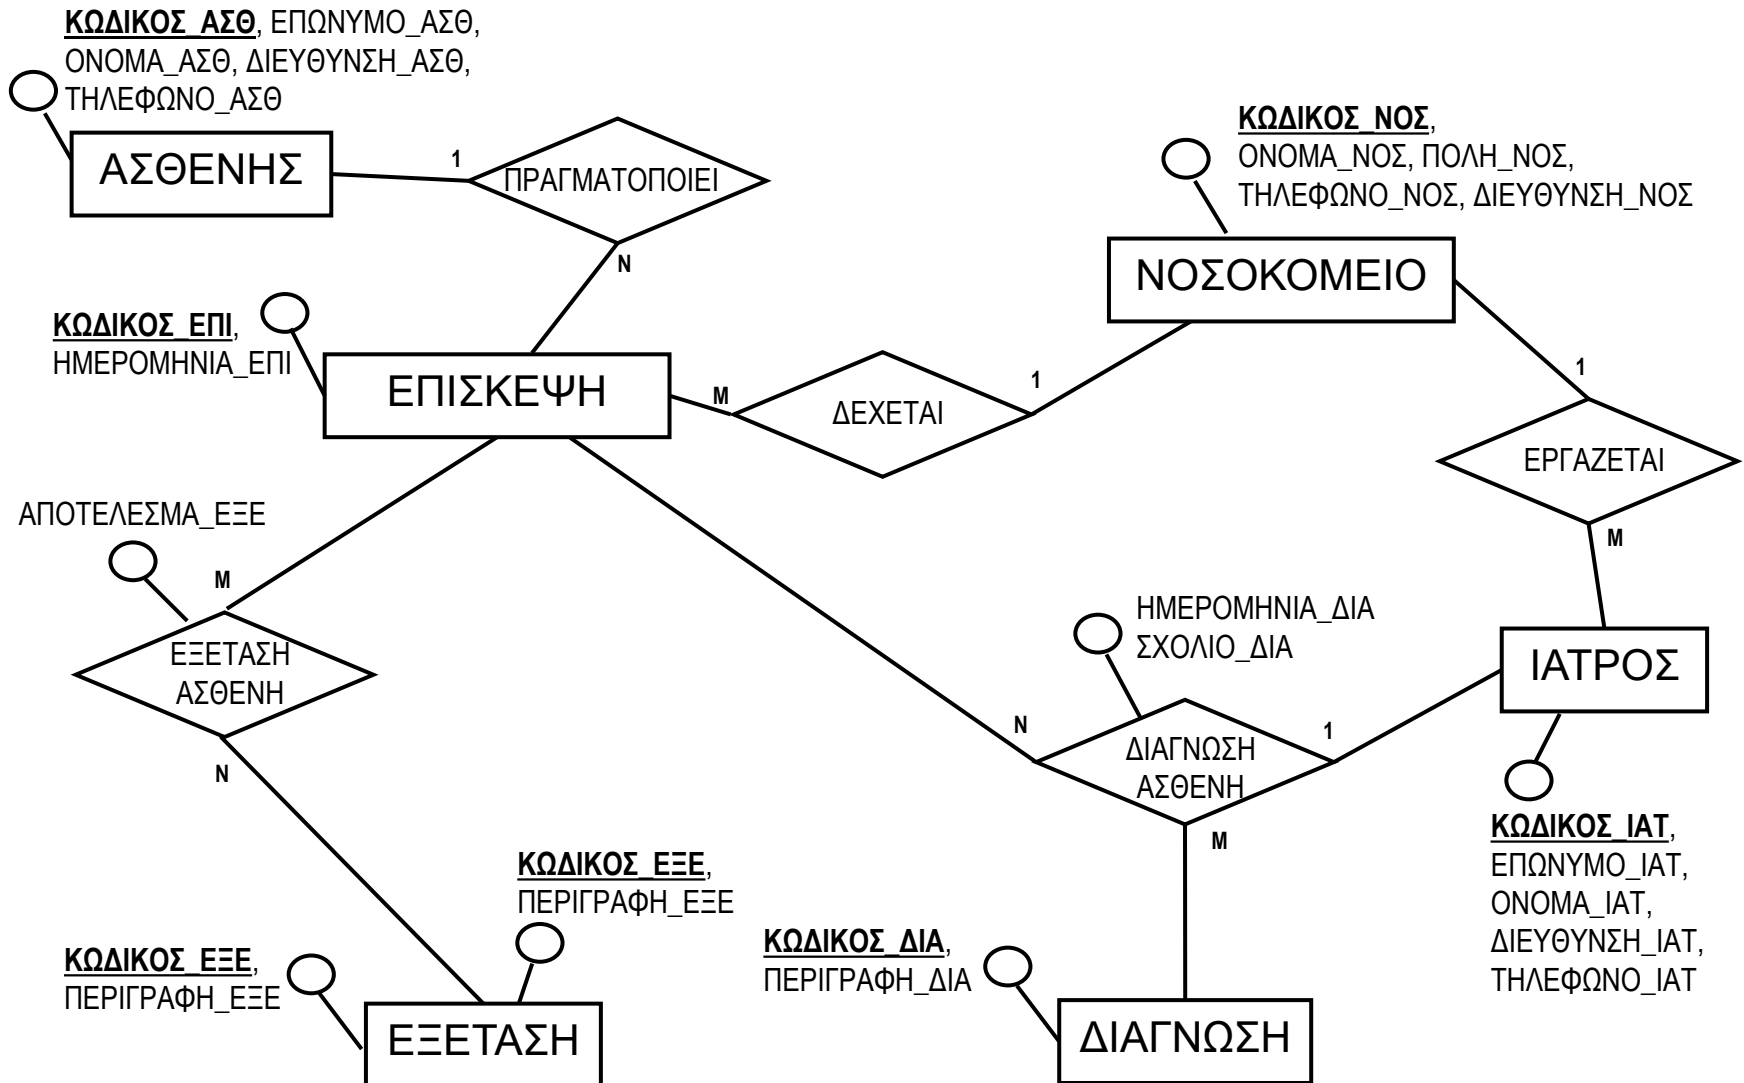 ΚΩΔΙΚΟΣ_ΑΣΘ, ΕΠΩΝΥΜΟ_ΑΣΘ,
ΟΝΟΜΑ_ΑΣΘ, ΔΙΕΥΘΥΝΣΗ_ΑΣΘ,
ΤΗΛΕΦΩΝΟ_ΑΣΘ
ΑΣΘΕΝΗΣ
1
ΠΡΑΓΜΑΤΟΠΟΙΕΙ
N
ΚΩΔΙΚΟΣ_ΝΟΣ,
ΟΝΟΜΑ_ΝΟΣ, ΠΟΛΗ_ΝΟΣ,
ΤΗΛΕΦΩΝΟ_ΝΟΣ, ΔΙΕΥΘΥΝΣΗ_ΝΟΣ
ΝΟΣΟΚΟΜΕΙΟ
ΚΩΔΙΚΟΣ_ΕΠΙ,
ΗΜΕΡΟΜΗΝΙΑ_ΕΠΙ
ΕΠΙΣΚΕΨΗ
M
ΔΕΧΕΤΑΙ
1
1
ΕΡΓΑΖΕΤΑΙ
M
ΑΠΟΤΕΛΕΣΜΑ_ΕΞΕ
M
ΕΞΕΤΑΣΗ
ΑΣΘΕΝΗ
N
ΗΜΕΡΟΜΗΝΙΑ_ΔΙΑ
ΣΧΟΛΙΟ_ΔΙΑ
ΙΑΤΡΟΣ
N
ΔΙΑΓΝΩΣΗ
ΑΣΘΕΝΗ
1
M
ΚΩΔΙΚΟΣ_ΙΑΤ,
ΕΠΩΝΥΜΟ_ΙΑΤ,
ΟΝΟΜΑ_ΙΑΤ,
ΔΙΕΥΘΥΝΣΗ_ΙΑΤ,
ΤΗΛΕΦΩΝΟ_ΙΑΤ
ΚΩΔΙΚΟΣ_ΕΞΕ,
ΠΕΡΙΓΡΑΦΗ_ΕΞΕ
ΚΩΔΙΚΟΣ_ΕΞΕ,
ΠΕΡΙΓΡΑΦΗ_ΕΞΕ
ΕΞΕΤΑΣΗ
ΚΩΔΙΚΟΣ_ΔΙΑ,
ΠΕΡΙΓΡΑΦΗ_ΔΙΑ
ΔΙΑΓΝΩΣΗ